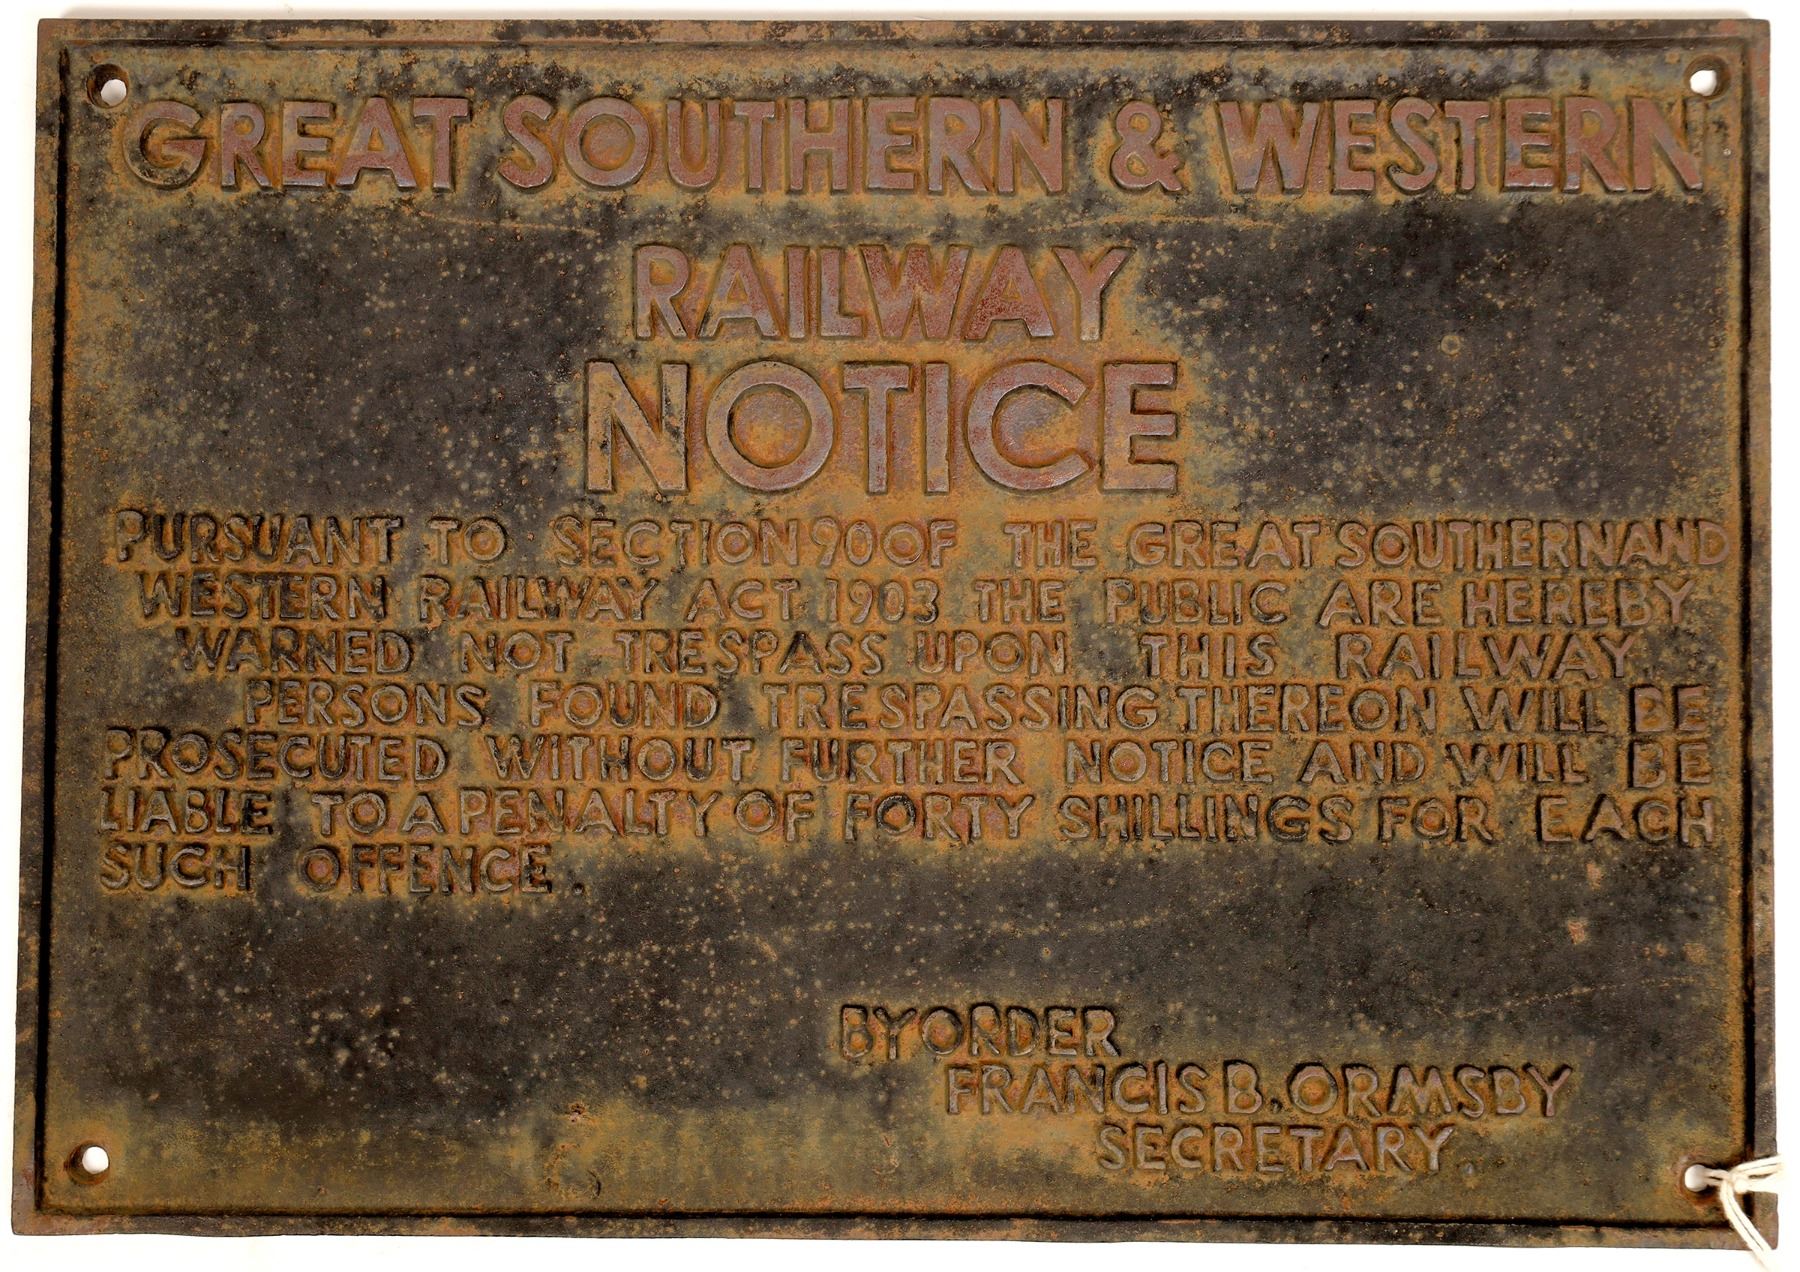 GREAT SOUTHERN & WESTERN
RAILWAY
NOTICE
PURSUANT TO SECTION 90 OF THE GREAT SOUTHERN AND
WESTERN RAILWAY ACT. 1903 THE PUBLIC ARE HEREBY
WARNED NOT TRESPASS UPON THIS RAILWAY
PERSONS FOUND TRESPASSING THEREON WILL BE
PROSECUTED WITHOUT FURTHER NOTICE AND WILL BE
LIABLE TO A PENALTY OF FORTY SHILLINGS FOR EACH
SUCH OFFENCE.
BY ORDER
FRANCIS B. ORMSBY
SECRETARY.